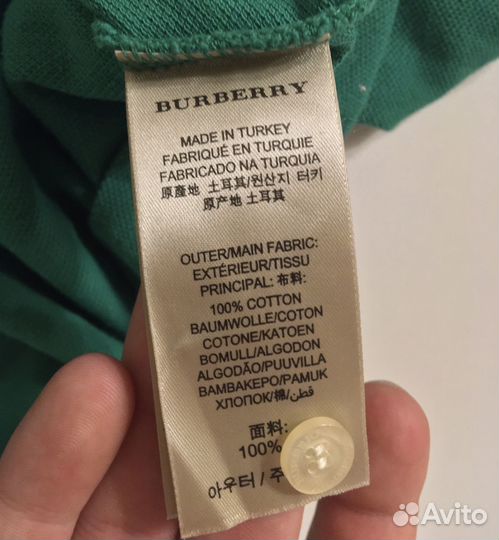 BURBERRY
MADE IN TURKEY
FABRIQUÉ EN TURQUIE
FABRICADO NA TURQUIA
原產地 土耳其/원산지 터키
原产地 土耳其
OUTER/MAIN FABRIC:
EXTÉRIEUR/TISSU
PRINCIPAL: 布料:
100% COTTON
BAUMWOLLE/COTON
COTONE/KATOEN
BOMULL/ALGODON
ALGODÃO/PUUVILLA
BAMBAKEPO/PAMUK
ХЛОПОК/棉/قطن/
面料:
100%
아우터 / 주
Avito